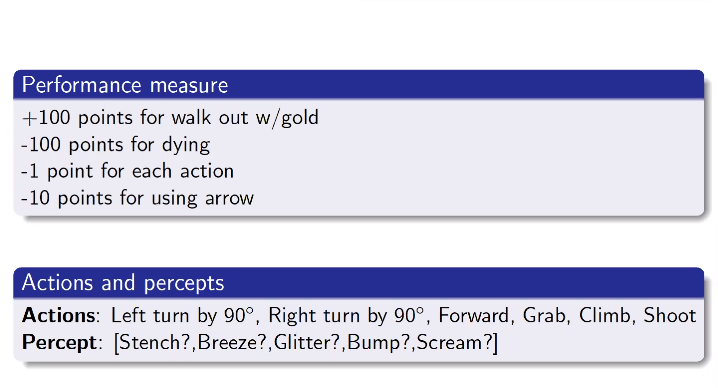 Performance measure
+100 points for walk out w/gold
-100 points for dying
-1 point for each action
-10 points for using arrow
Actions and percepts
Actions: Left turn by 90°, Right turn by 90°, Forward, Grab, Climb, Shoot
Percept: [Stench?,Breeze?,Glitter?,Bump?,Scream?]